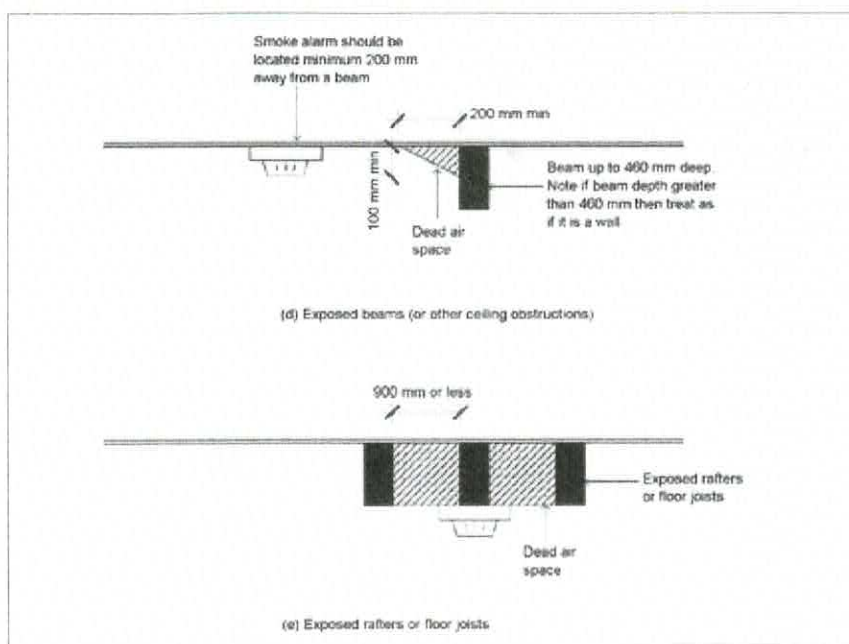 Smoke alarm should be
located minimum 200 mm
away from a beam
200 mm min
100 mm min
Beam up to 460 mm deep.
Note if beam depth greater
than 460 mm then treat as
if it is a wall
Dead air
space
(d) Exposed beams (or other ceiling obstructions)
900 mm or less
Exposed rafters
or floor joists
Dead air
space
(e) Exposed rafters or floor joists